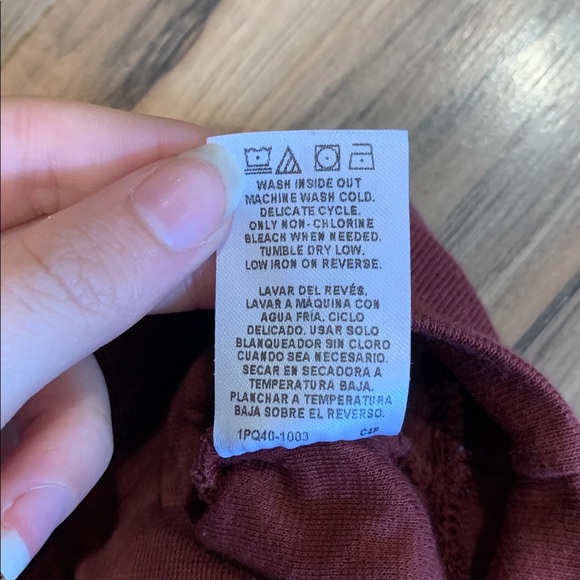 WASH INSIDE OUT
MACHINE WASH COLD.
DELICATE CYCLE.
ONLY NON-CHLORINE
BLEACH WHEN NEEDED.
TUMBLE DRY LOW.
LOW IRON ON REVERSE.
LAVAR DEL REVÉS.
LAVAR A MÁQUINA CON
AGUA FRÍA. CICLO
DELICADO. USAR SOLO
BLANQUEADOR SIN CLORO
CUANDO SEA NECESARIO.
SECAR EN SECADORA A
TEMPERATURA BAJA.
PLANCHAR A TEMPERATURA
BAJA SOBRE EL REVERSO.
1PQ40-1003 C4P